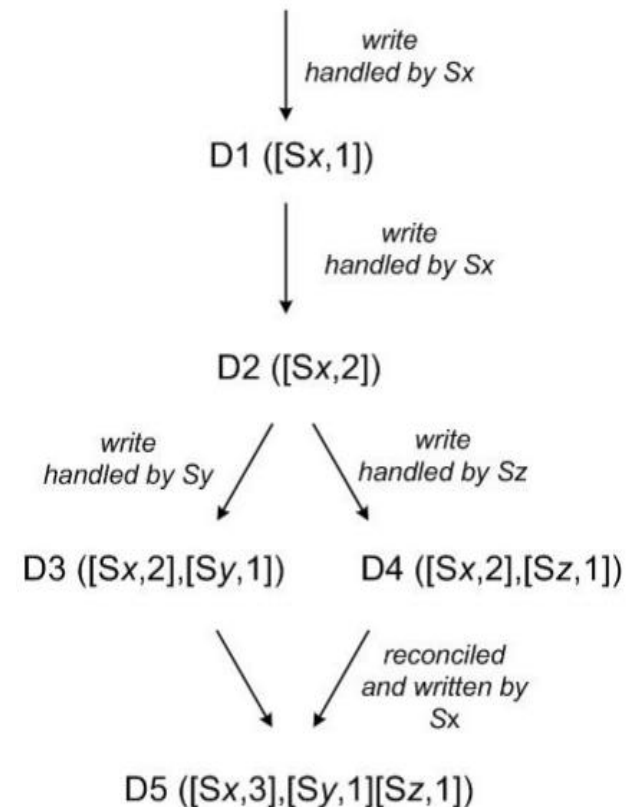 write
handled by Sx
D1 ([Sx,1])
write
handled by Sx
D2 ([Sx,2])
write
handled by Sy
write
handled by Sz
D3 ([Sx,2],[Sy,1])
D4 ([Sx,2],[Sz,1])
reconciled
and written by
Sx
D5 ([Sx,3],[Sy,1][Sz,1])